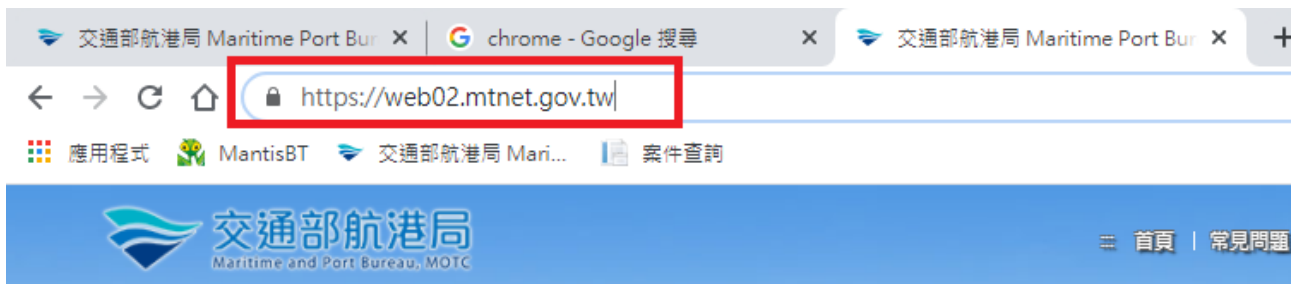 交通部航港局 Maritime Port Bur
chrome - Google 搜尋
交通部航港局 Maritime Port Bur
https://web02.mtnet.gov.tw
應用程式 MantisBT 交通部航港局 Mari... 案件查詢
交通部航港局
Maritime and Port Bureau, MOTC
::: 首頁 | 常見問題